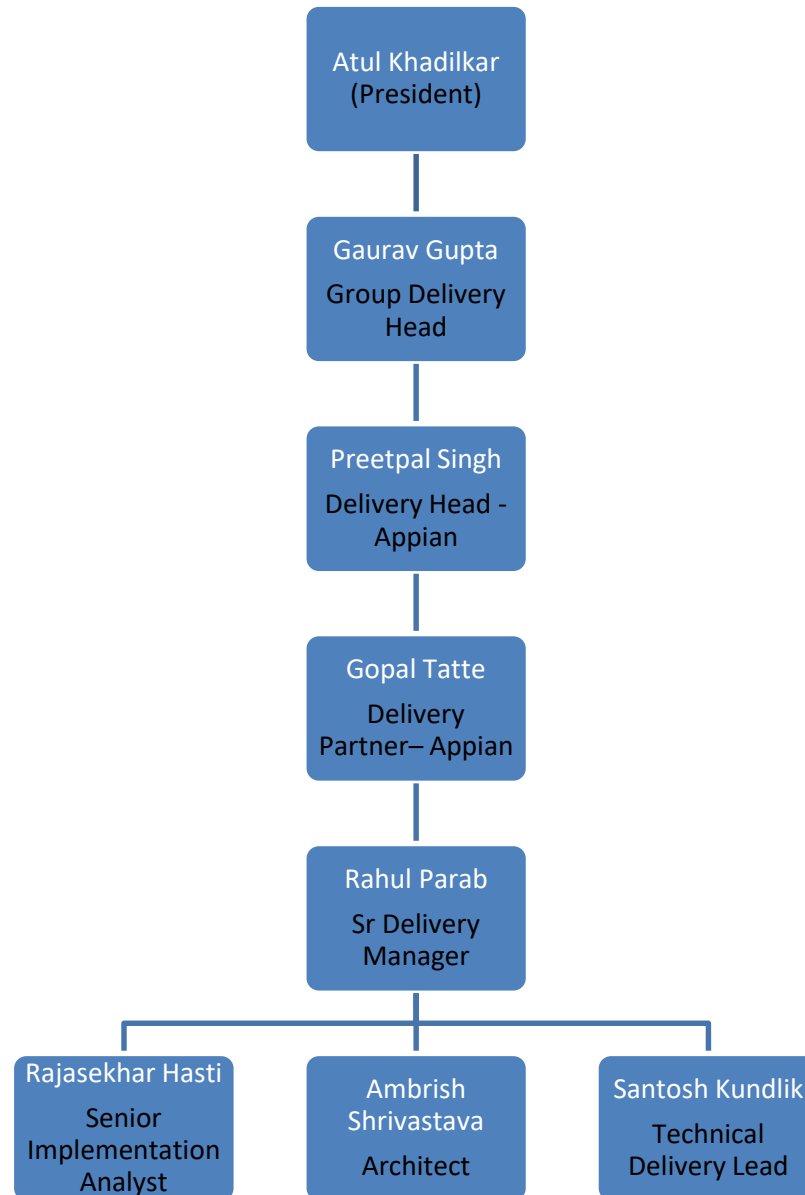 Atul Khadilkar
(President)
Gaurav Gupta
Group Delivery
Head
Preetpal Singh
Delivery Head -
Appian
Gopal Tatte
Delivery
Partner– Appian
Rahul Parab
Sr Delivery
Manager
Rajasekhar Hasti
Senior
Implementation
Analyst
Ambrish
Shrivastava
Architect
Santosh Kundlik
Technical
Delivery Lead